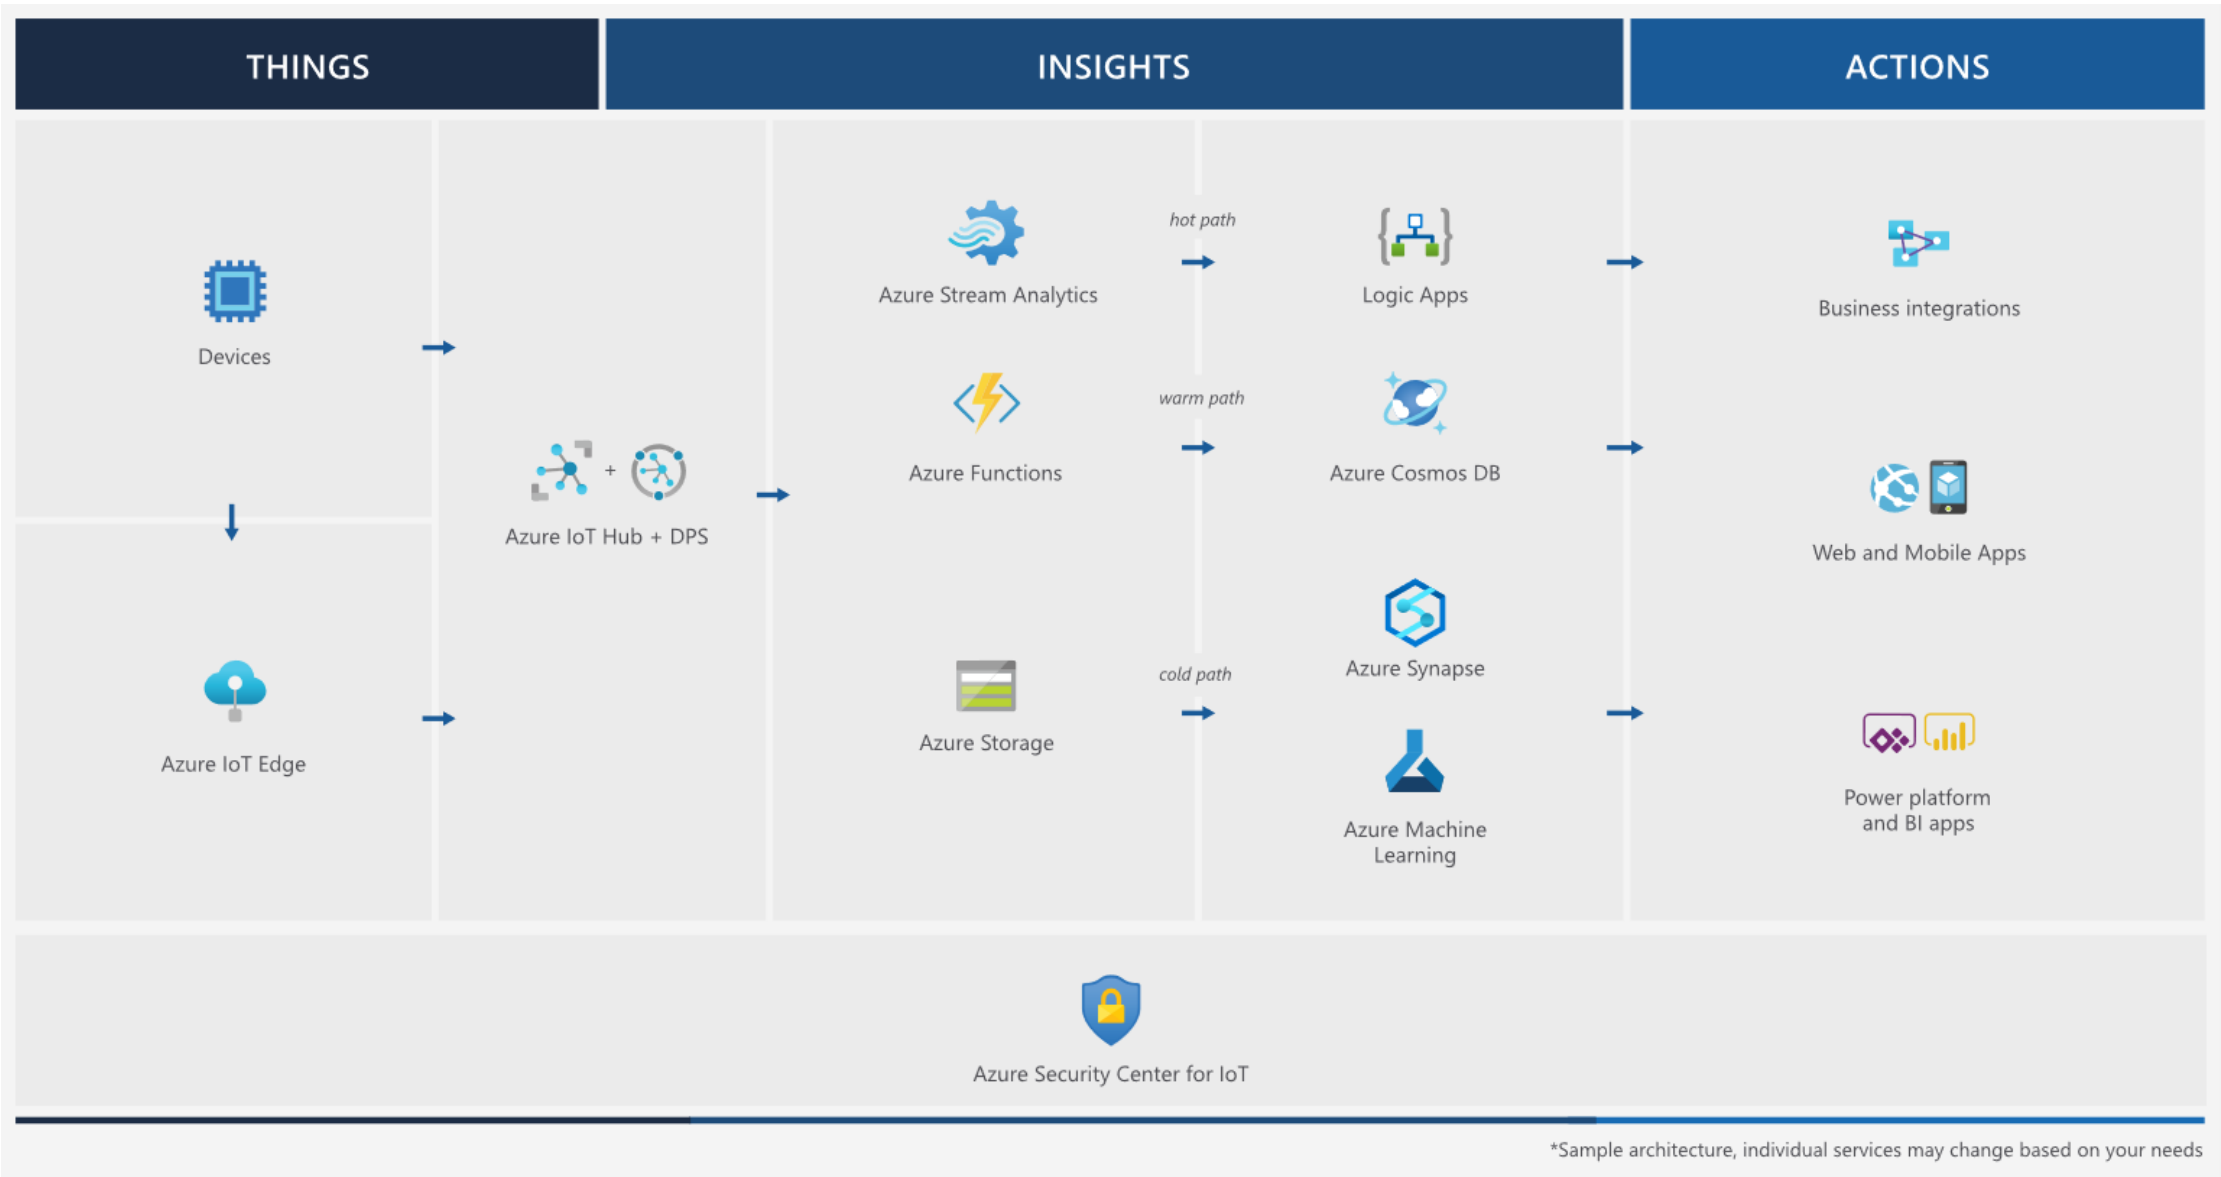 THINGS
INSIGHTS
ACTIONS
Devices
Azure IoT Edge
+
Azure IoT Hub + DPS
Azure Stream Analytics
hot path
Logic Apps
Azure Functions
warm path
Azure Cosmos DB
Azure Storage
cold path
Azure Synapse
Azure Machine
Learning
Business integrations
Web and Mobile Apps
Power platform
and BI apps
Azure Security Center for IoT
*Sample architecture, individual services may change based on your needs